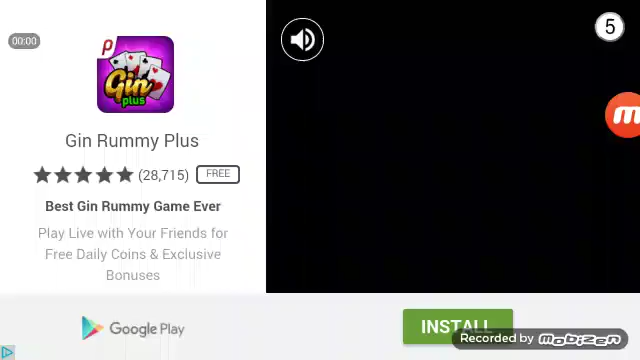 00:00
5
Gin plus
Gin Rummy Plus
(28,715) FREE
Best Gin Rummy Game Ever
Play Live with Your Friends for
Free Daily Coins & Exclusive
Bonuses
Google Play
INSTALL
Recorded by mobizen